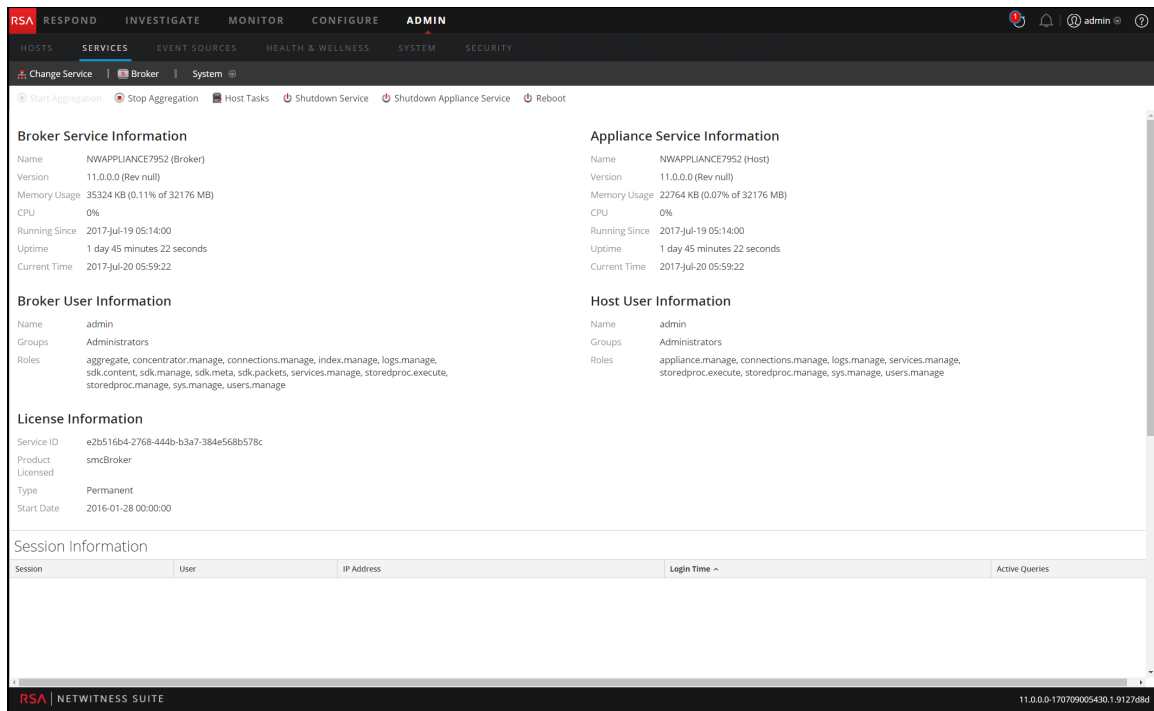 RSA RESPOND INVESTIGATE MONITOR CONFIGURE ADMIN 1 admin ?
HOSTS SERVICES EVENT SOURCES HEALTH & WELLNESS SYSTEM SECURITY
Change Service | Broker | System
Start Aggregation Stop Aggregation Host Tasks Shutdown Service Shutdown Appliance Service Reboot
Broker Service Information
Name NWAPPLIANCE7952 (Broker)
Version 11.0.0.0 (Rev null)
Memory Usage 35324 KB (0.11% of 32176 MB)
CPU 0%
Running Since 2017-Jul-19 05:14:00
Uptime 1 day 45 minutes 22 seconds
Current Time 2017-Jul-20 05:59:22
Appliance Service Information
Name NWAPPLIANCE7952 (Host)
Version 11.0.0.0 (Rev null)
Memory Usage 22764 KB (0.07% of 32176 MB)
CPU 0%
Running Since 2017-Jul-19 05:14:00
Uptime 1 day 45 minutes 22 seconds
Current Time 2017-Jul-20 05:59:22
Broker User Information
Name admin
Groups Administrators
Roles aggregate, concentrator.manage, connections.manage, index.manage, logs.manage,
sdk.content, sdk.manage, sdk.meta, sdk.packets, services.manage, storedproc.execute,
storedproc.manage, sys.manage, users.manage
Host User Information
Name admin
Groups Administrators
Roles appliance.manage, connections.manage, logs.manage, services.manage,
storedproc.execute, storedproc.manage, sys.manage, users.manage
License Information
Service ID e2b516b4-2768-444b-b3a7-384e568b578c
Product smcBroker
Licensed
Type Permanent
Start Date 2016-01-28 00:00:00
Session Information
Session User IP Address Login Time Active Queries
RSA | NETWITNESS SUITE 11.0.0.0-170709005430.1.9127d8d